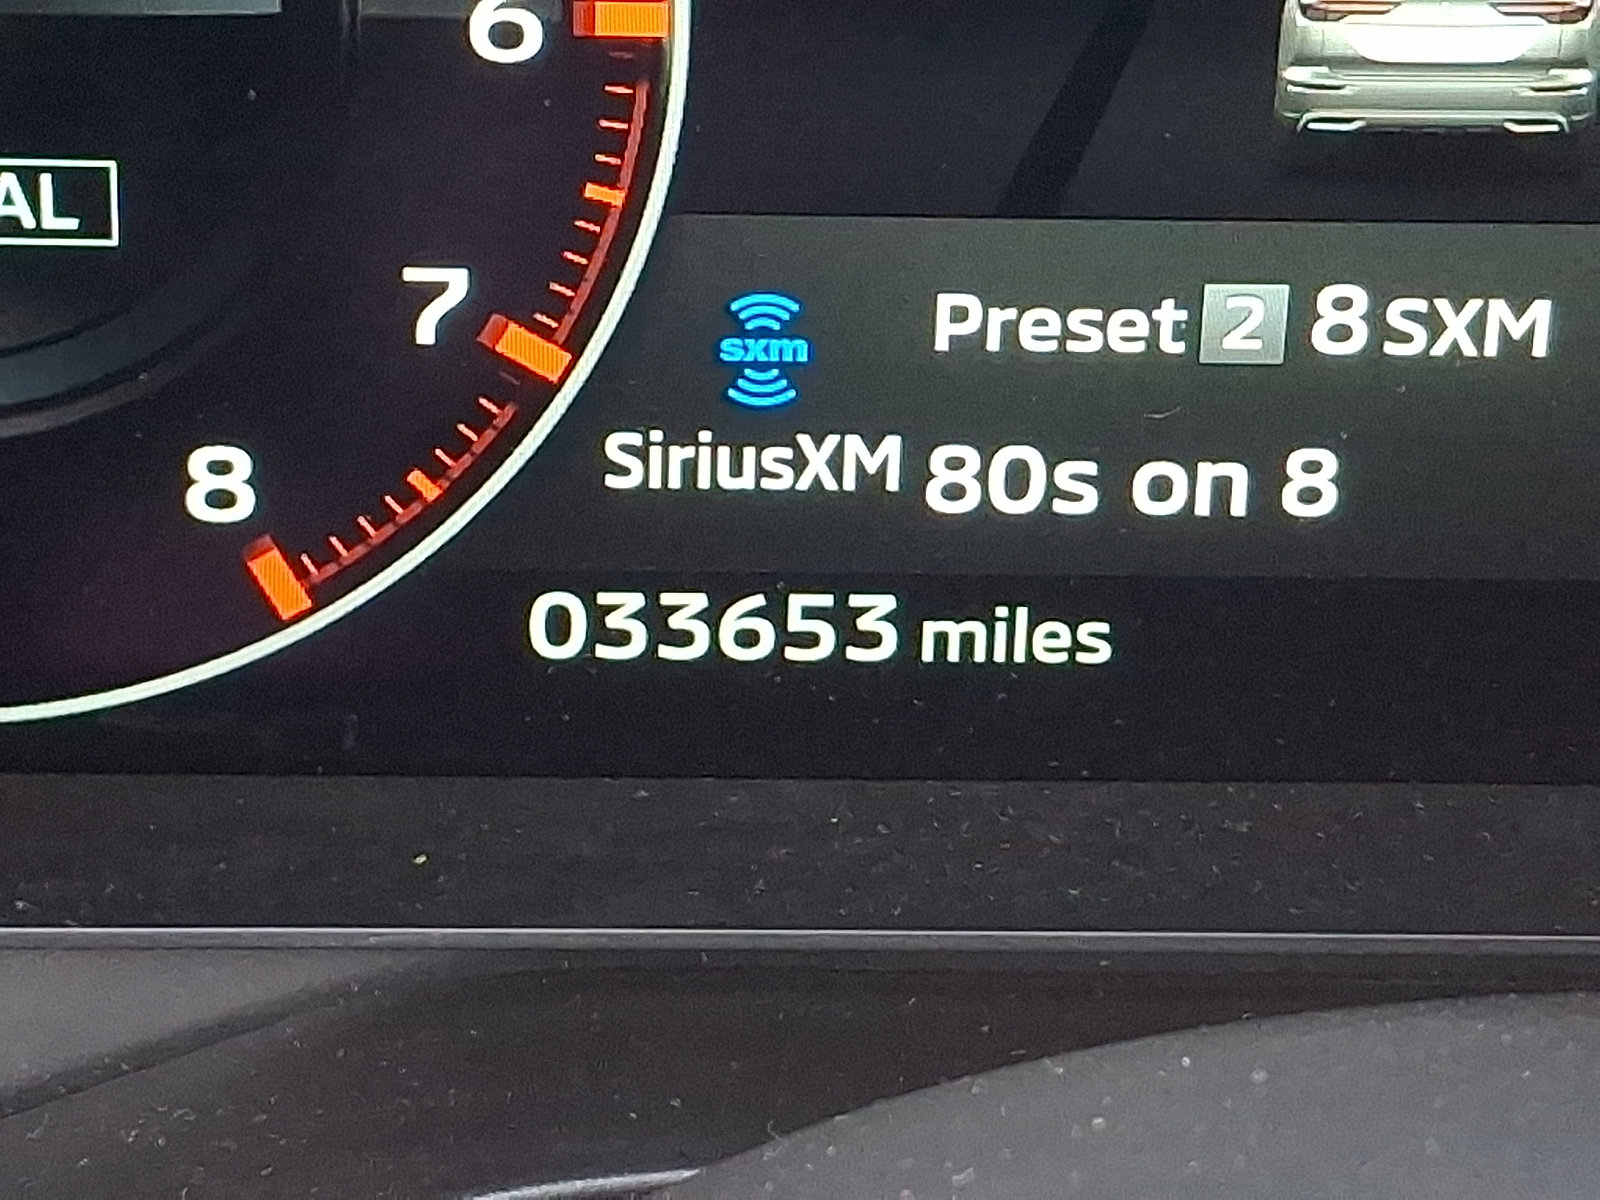 6
AL
7
8
sxm
Preset 2 8 SXM
SiriusXM 80s on 8
033653 miles